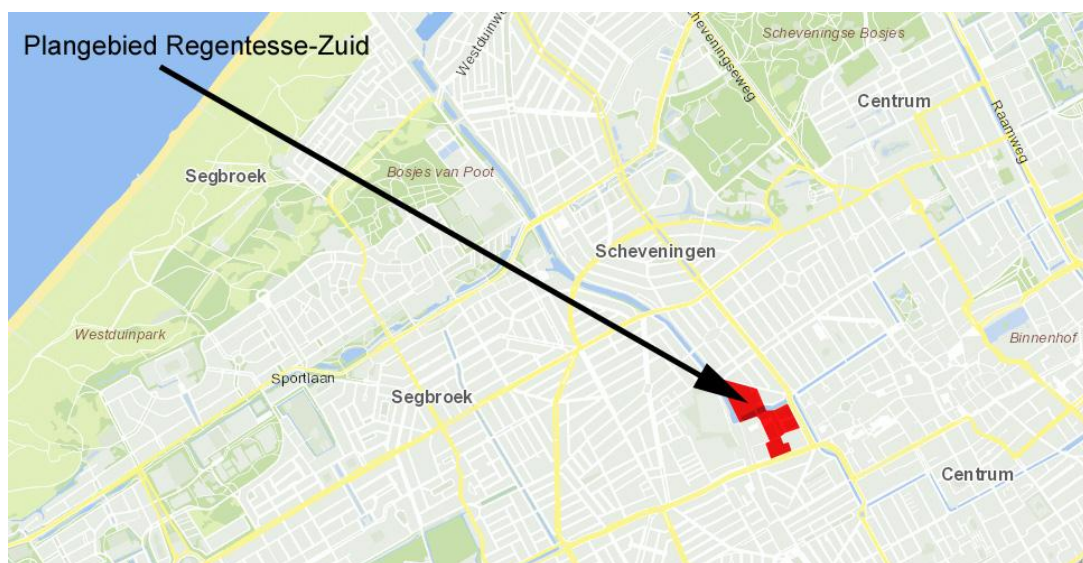 Plangebied Regentesse-Zuid
Westduinweg
Scheveningseweg
Scheveningse Bosjes
Centrum
Raamweg
Segbroek
Bosjes van Poot
Scheveningen
Westduinpark
Binnenhof
Sportlaan
Segbroek
Centrum